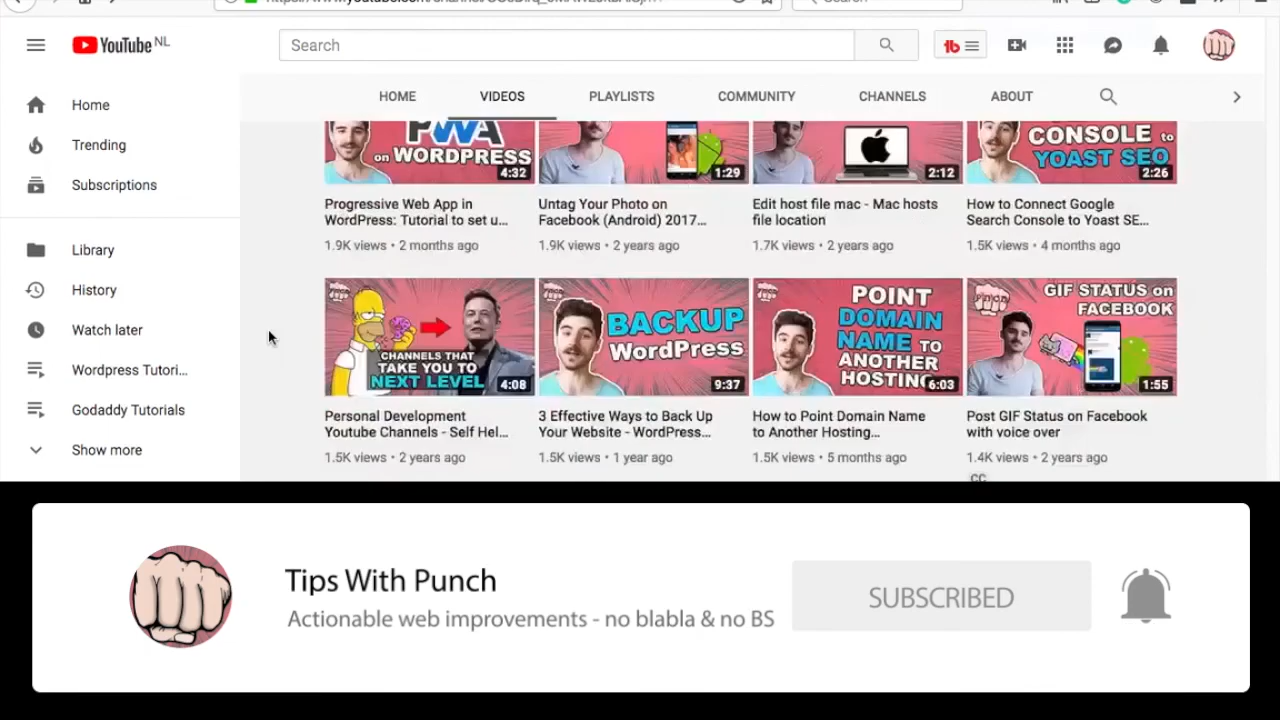 YouTube NL
Search
Home
Trending
Subscriptions
Library
History
Watch later
Wordpress Tutori...
Godaddy Tutorials
Show more
HOME VIDEOS PLAYLISTS COMMUNITY CHANNELS ABOUT
PWA
on WORDPRESS
4:32
1:29
2:12
CONSOLE to
YOAST SEO
2:26
Progressive Web App in
WordPress: Tutorial to set u...
1.9K views • 2 months ago
Untag Your Photo on
Facebook (Android) 2017...
1.9K views • 2 years ago
Edit host file mac - Mac hosts
file location
1.7K views • 2 years ago
How to Connect Google
Search Console to Yoast SE...
1.5K views • 4 months ago
CHANNELS THAT
TAKE YOU TO
NEXT LEVEL
4:08
BACKUP
WordPress
9:37
POINT
DOMAIN
NAME TO
ANOTHER
HOSTING
6:03
GIF STATUS on
FACEBOOK
1:55
Personal Development
Youtube Channels - Self Hel...
1.5K views • 2 years ago
3 Effective Ways to Back Up
Your Website - WordPress...
1.5K views • 1 year ago
How to Point Domain Name
to Another Hosting...
1.5K views • 5 months ago
Post GIF Status on Facebook
with voice over
1.4K views • 2 years ago
CC
Tips With Punch
Actionable web improvements - no blabla & no BS
SUBSCRIBED